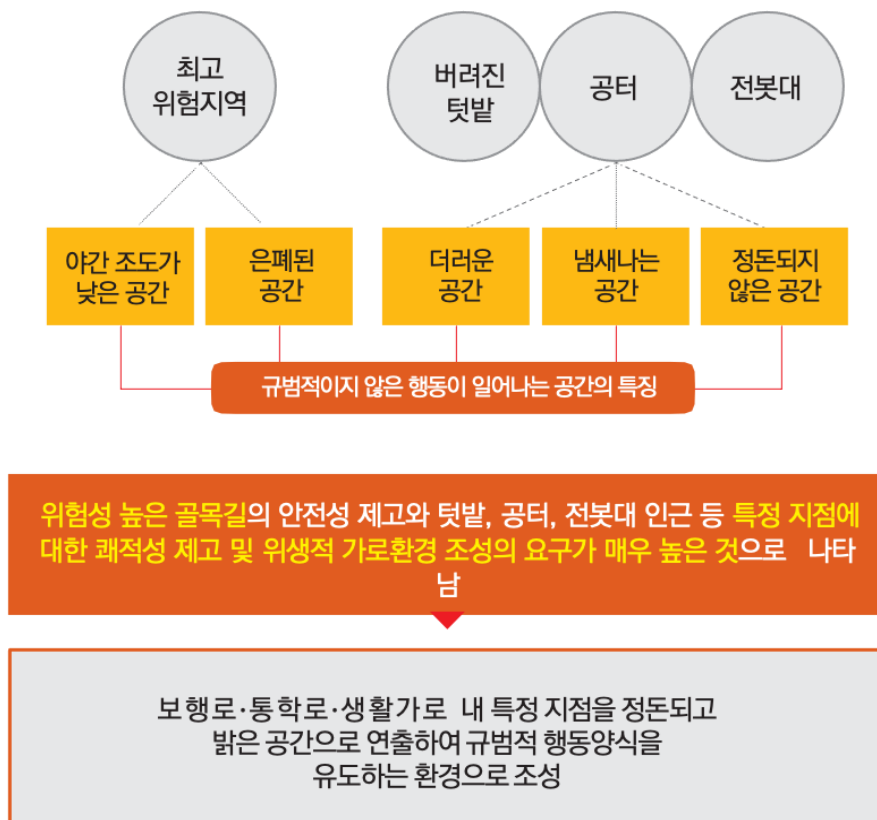 최고
위험지역
버려진
텃밭
공터
전봇대
야간 조도가
낮은 공간
은폐된
공간
더러운
공간
냄새나는
공간
정돈되지
않은 공간
규범적이지 않은 행동이 일어나는 공간의 특징
위험성 높은 골목길의 안전성 제고와 텃밭, 공터, 전봇대 인근 등 특정 지점에
대한 쾌적성 제고 및 위생적 가로환경 조성의 요구가 매우 높은 것으로 나타
남
보행로·통학로·생활가로 내 특정 지점을 정돈되고
밝은 공간으로 연출하여 규범적 행동양식을
유도하는 환경으로 조성